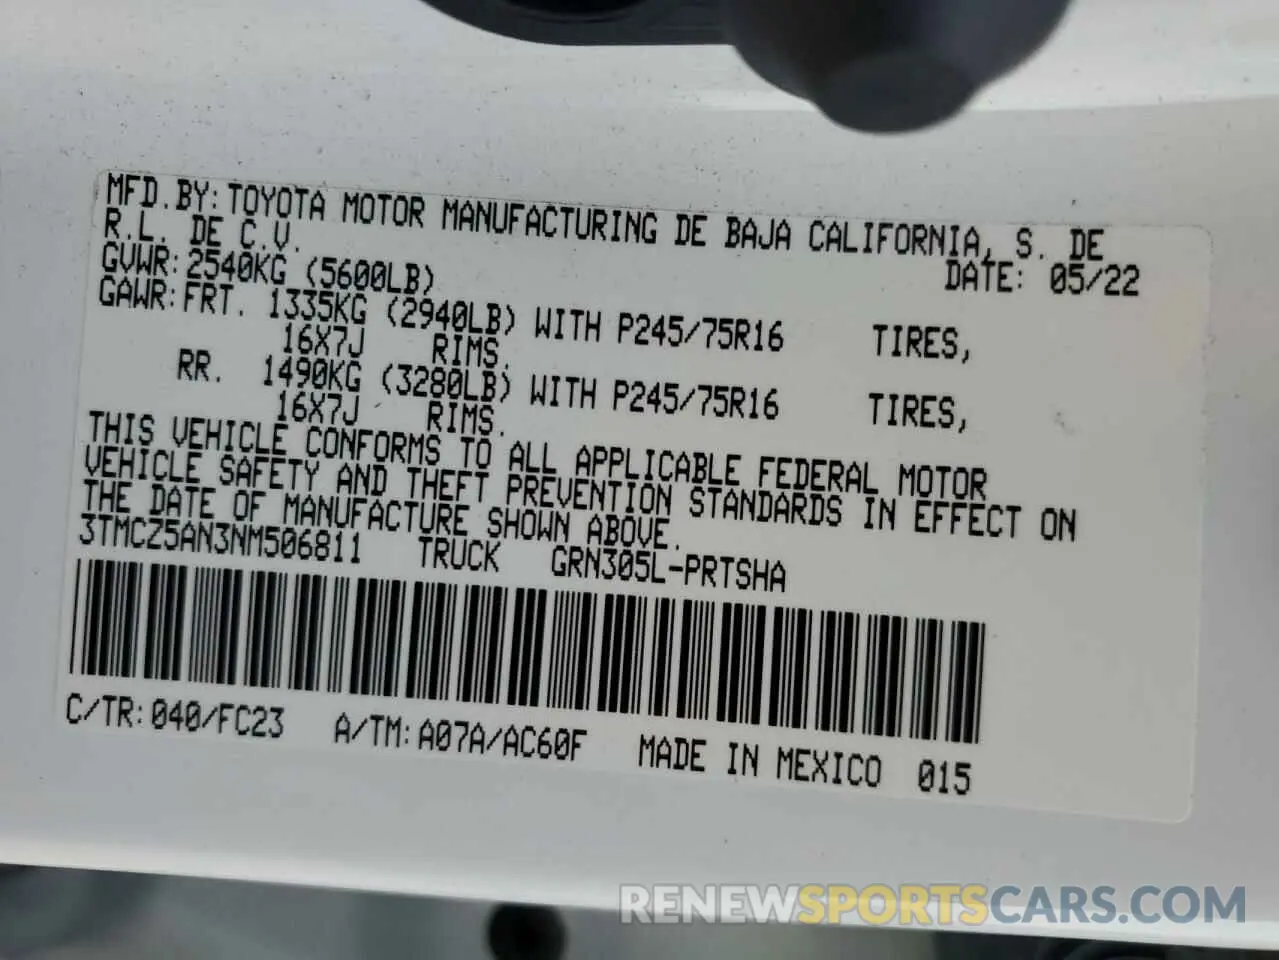 MFD.BY:TOYOTA MOTOR MANUFACTURING DE BAJA CALIFORNIA, S. DE
R.L. DE C.V.
DATE: 05/22
GVWR:2540KG (5600LB)
GAWR:FRT. 1335KG (2940LB) WITH P245/75R16 TIRES,
16X7J RIMS.
RR. 1490KG (3280LB) WITH P245/75R16 TIRES,
16X7J RIMS.
THIS VEHICLE CONFORMS TO ALL APPLICABLE FEDERAL MOTOR
VEHICLE SAFETY AND THEFT PREVENTION STANDARDS IN EFFECT ON
THE DATE OF MANUFACTURE SHOWN ABOVE.
3TMCZ5AN3NM506811 TRUCK GRN305L-PRTSHA
C/TR:040/FC23 A/TM:A07A/AC60F MADE IN MEXICO 015
RENEWSPORTSCARS.COM